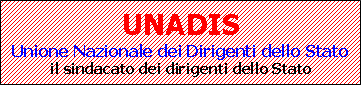 UNADIS
Unione Nazionale dei Dirigenti dello Stato
il sindacato dei dirigenti dello Stato